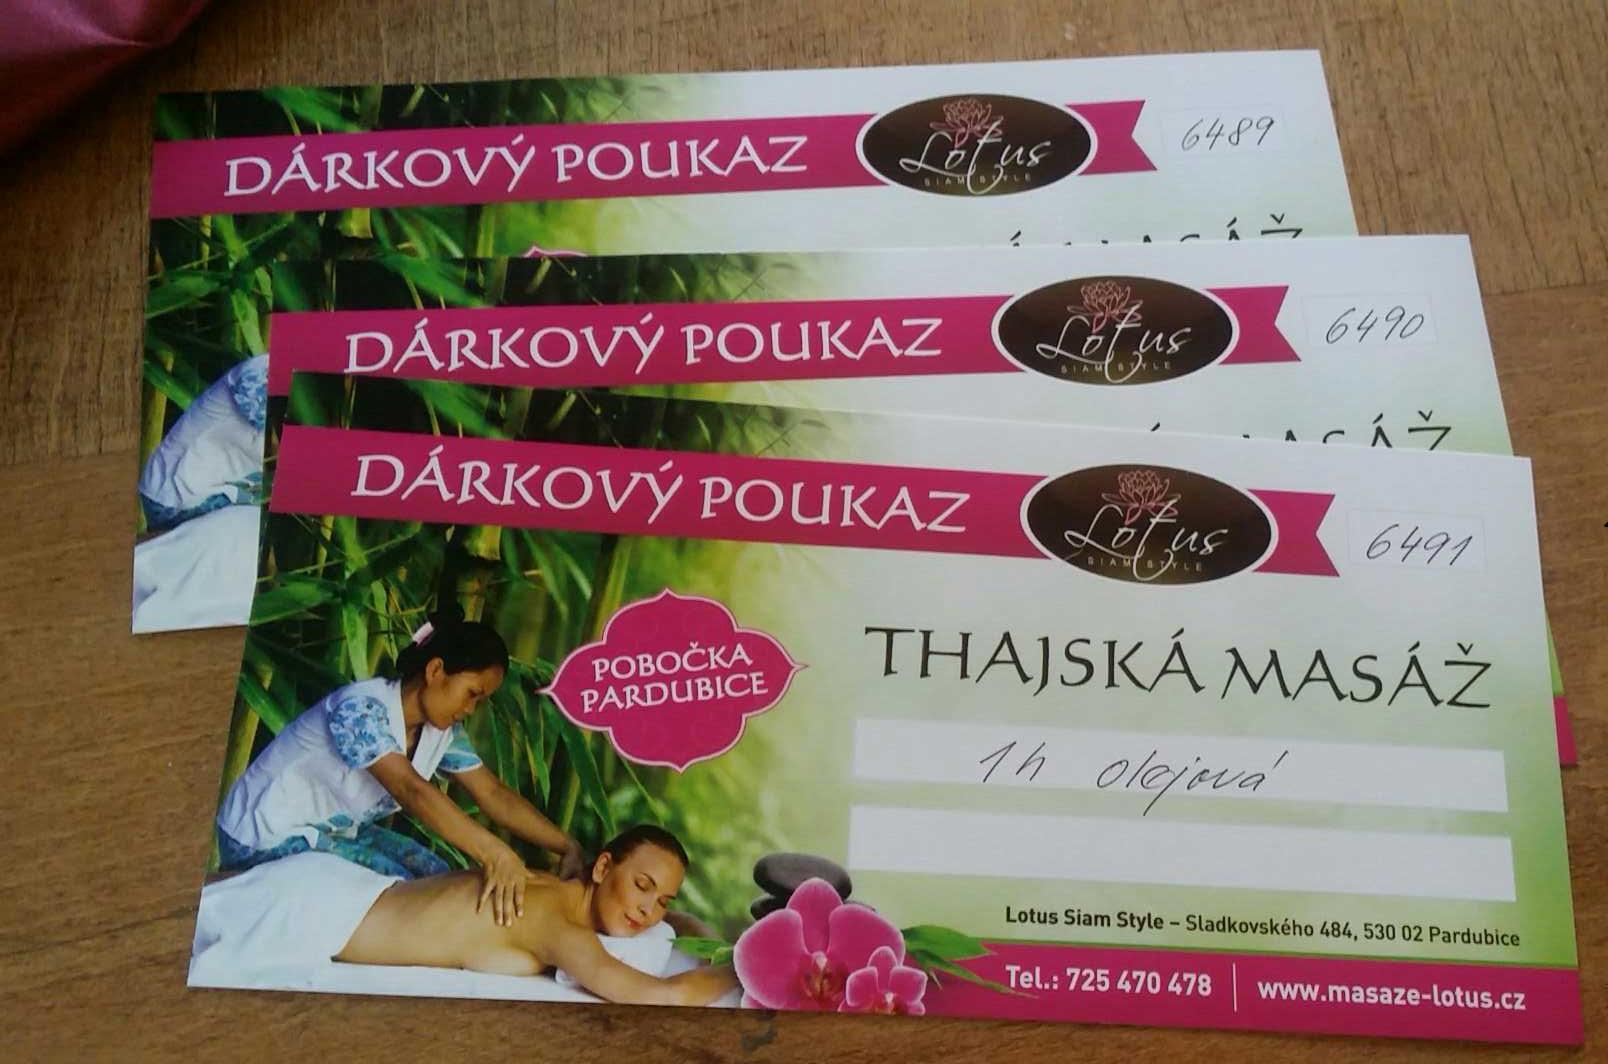 DÁRKOVÝ POUKAZ
Lotus
SIAM STYLE
6489
MASÁŽ
DÁRKOVÝ POUKAZ
Lotus
SIAM STYLE
6490
MASÁŽ
DÁRKOVÝ POUKAZ
Lotus
SIAM STYLE
6491
POBOČKA
PARDUBICE
THAJSKÁ MASÁŽ
1h olejová
Lotus Siam Style – Sladkovského 484, 530 02 Pardubice
Tel.: 725 470 478 | www.masaze-lotus.cz